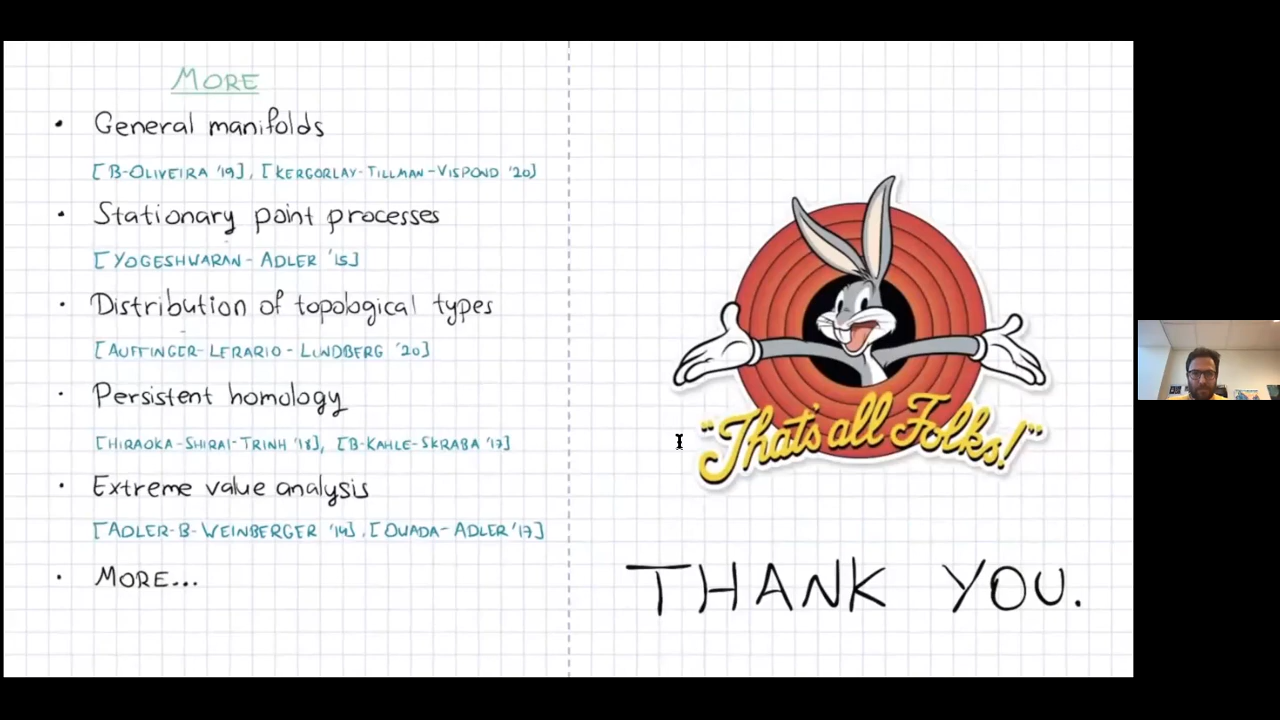 MORE
• General manifolds
[B-OLIVEIRA '19], [KERGORLAY-TILLMAN-VISPOND '20]
• Stationary point processes
[YOGESHWARAN-ADLER '15]
• Distribution of topological types
[AUFFINGER-LERARIO-LUNDBERG '20]
• Persistent homology
[HIRAOKA-SHIRAI-TRINH '18], [B-KAHLE-SKRABA '17]
• Extreme value analysis
[ADLER-B-WEINBERGER '14], [OWADA-ADLER '17]
• MORE...
"That's all Folks!"
THANK YOU.